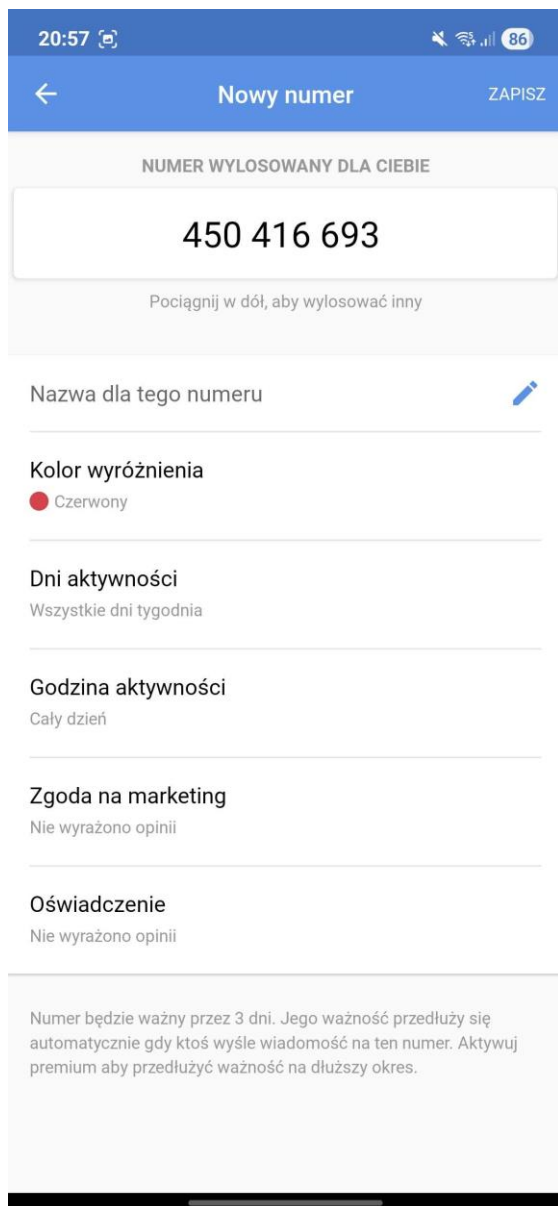 20:57
86
Nowy numer
ZAPISZ
NUMER WYLOSOWANY DLA CIEBIE
450 416 693
Pociągnij w dół, aby wylosować inny
Nazwa dla tego numeru
Kolor wyróżnienia
Czerwony
Dni aktywności
Wszystkie dni tygodnia
Godzina aktywności
Cały dzień
Zgoda na marketing
Nie wyrażono opinii
Oświadczenie
Nie wyrażono opinii
Numer będzie ważny przez 3 dni. Jego ważność przedłuży się
automatycznie gdy ktoś wyśle wiadomość na ten numer. Aktywuj
premium aby przedłużyć ważność na dłuższy okres.